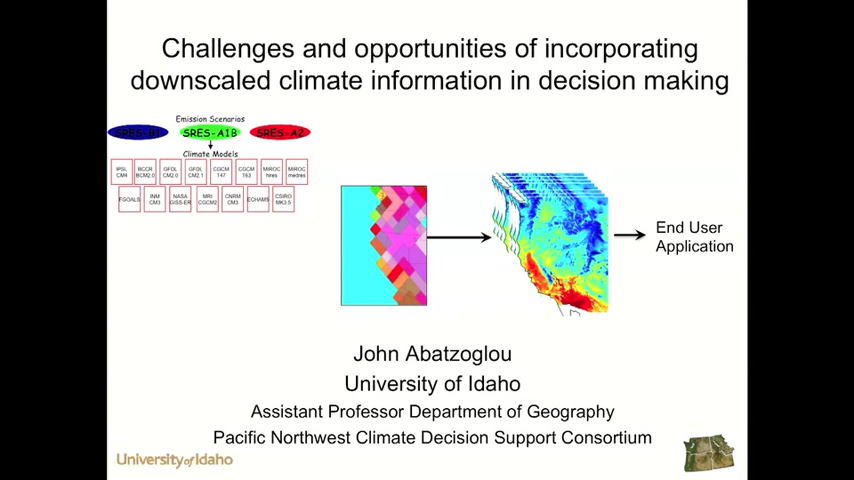 Challenges and opportunities of incorporating
downscaled climate information in decision making
Emission Scenarios
SRES-B1 SRES-A1B SRES-A2
Climate Models
IPSL CM4 BCCR BCM2.0 GFDL CM2.0 GFDL CM2.1 CGCM T47 CGCM T63 MIROC hires MIROC medres
FGOALS INM CM3 NASA GISS-ER MRI CGCM2 CNRM CM3 ECHAM5 CSIRO MK3.5
End User
Application
John Abatzoglou
University of Idaho
Assistant Professor Department of Geography
Pacific Northwest Climate Decision Support Consortium
University of Idaho